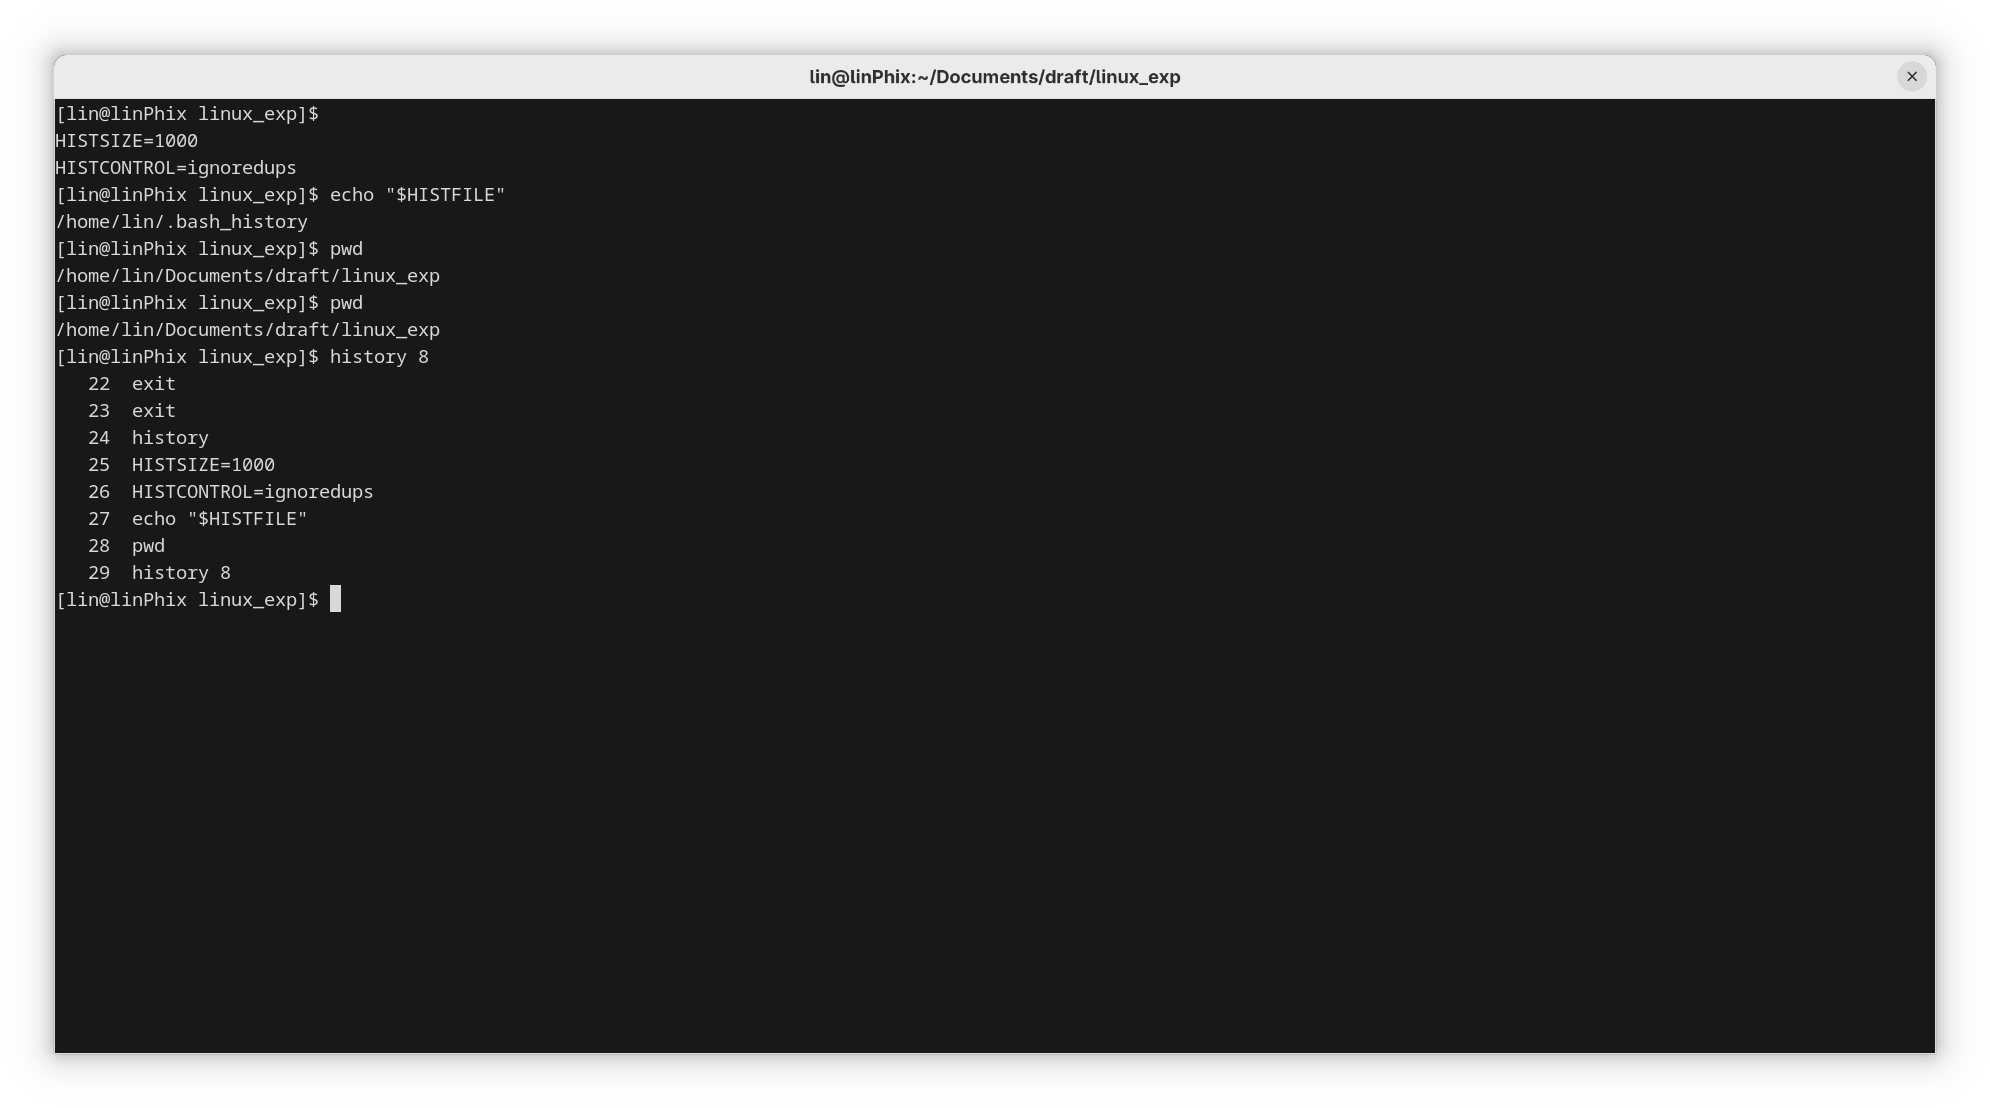 lin@linPhix:~/Documents/draft/linux_exp
[lin@linPhix linux_exp]$
HISTSIZE=1000
HISTCONTROL=ignoredups
[lin@linPhix linux_exp]$ echo "$HISTFILE"
/home/lin/.bash_history
[lin@linPhix linux_exp]$ pwd
/home/lin/Documents/draft/linux_exp
[lin@linPhix linux_exp]$ pwd
/home/lin/Documents/draft/linux_exp
[lin@linPhix linux_exp]$ history 8
   22  exit
   23  exit
   24  history
   25  HISTSIZE=1000
   26  HISTCONTROL=ignoredups
   27  echo "$HISTFILE"
   28  pwd
   29  history 8
[lin@linPhix linux_exp]$